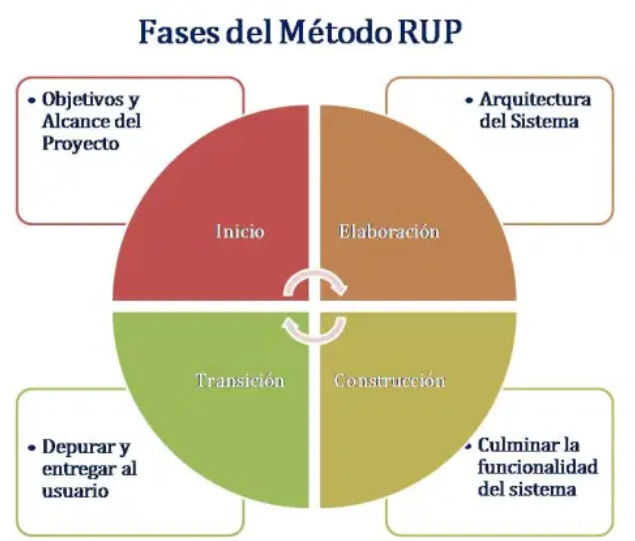 Fases del Método RUP
• Objetivos y
Alcance del
Proyecto
• Arquitectura
del Sistema
Inicio
Elaboración
Transición
Construcción
• Depurar y
entregar al
usuario
• Culminar la
funcionalidad
del sistema